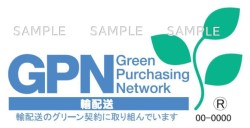 SAMPLE SAMPLE SAMPLE
GPN
Green
Purchasing
Network
輸配送
輸配送のグリーン契約に取り組んでいます
®
00-0000